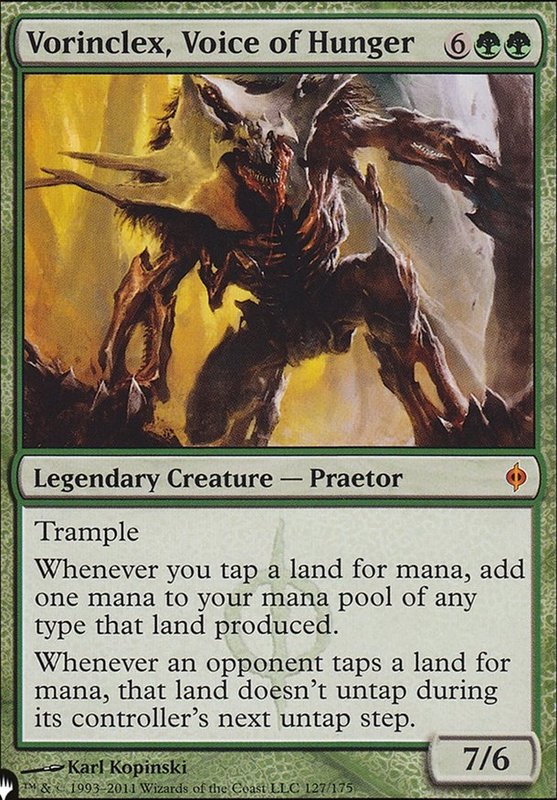 Vorinclex, Voice of Hunger 6
Legendary Creature — Praetor
Trample
Whenever you tap a land for mana, add
one mana to your mana pool of any
type that land produced.
Whenever an opponent taps a land for
mana, that land doesn't untap during
its controller's next untap step.
7/6
Karl Kopinski
™ & © 1993-2011 Wizards of the Coast LLC 127/175